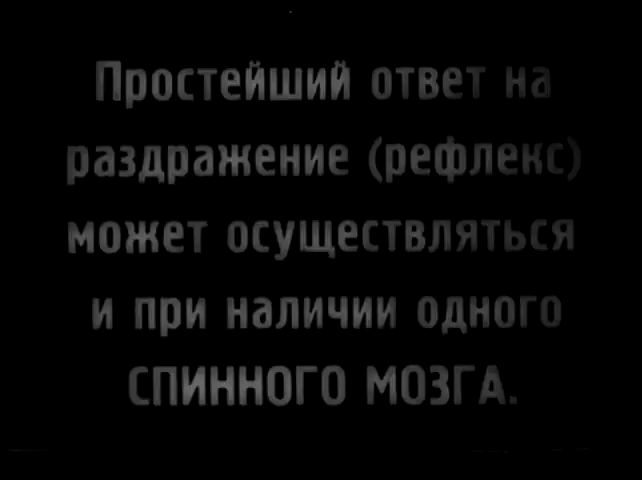 Простейший ответ на
раздражение (рефлекс)
может осуществляться
и при наличии одного
СПИННОГО МОЗГА.